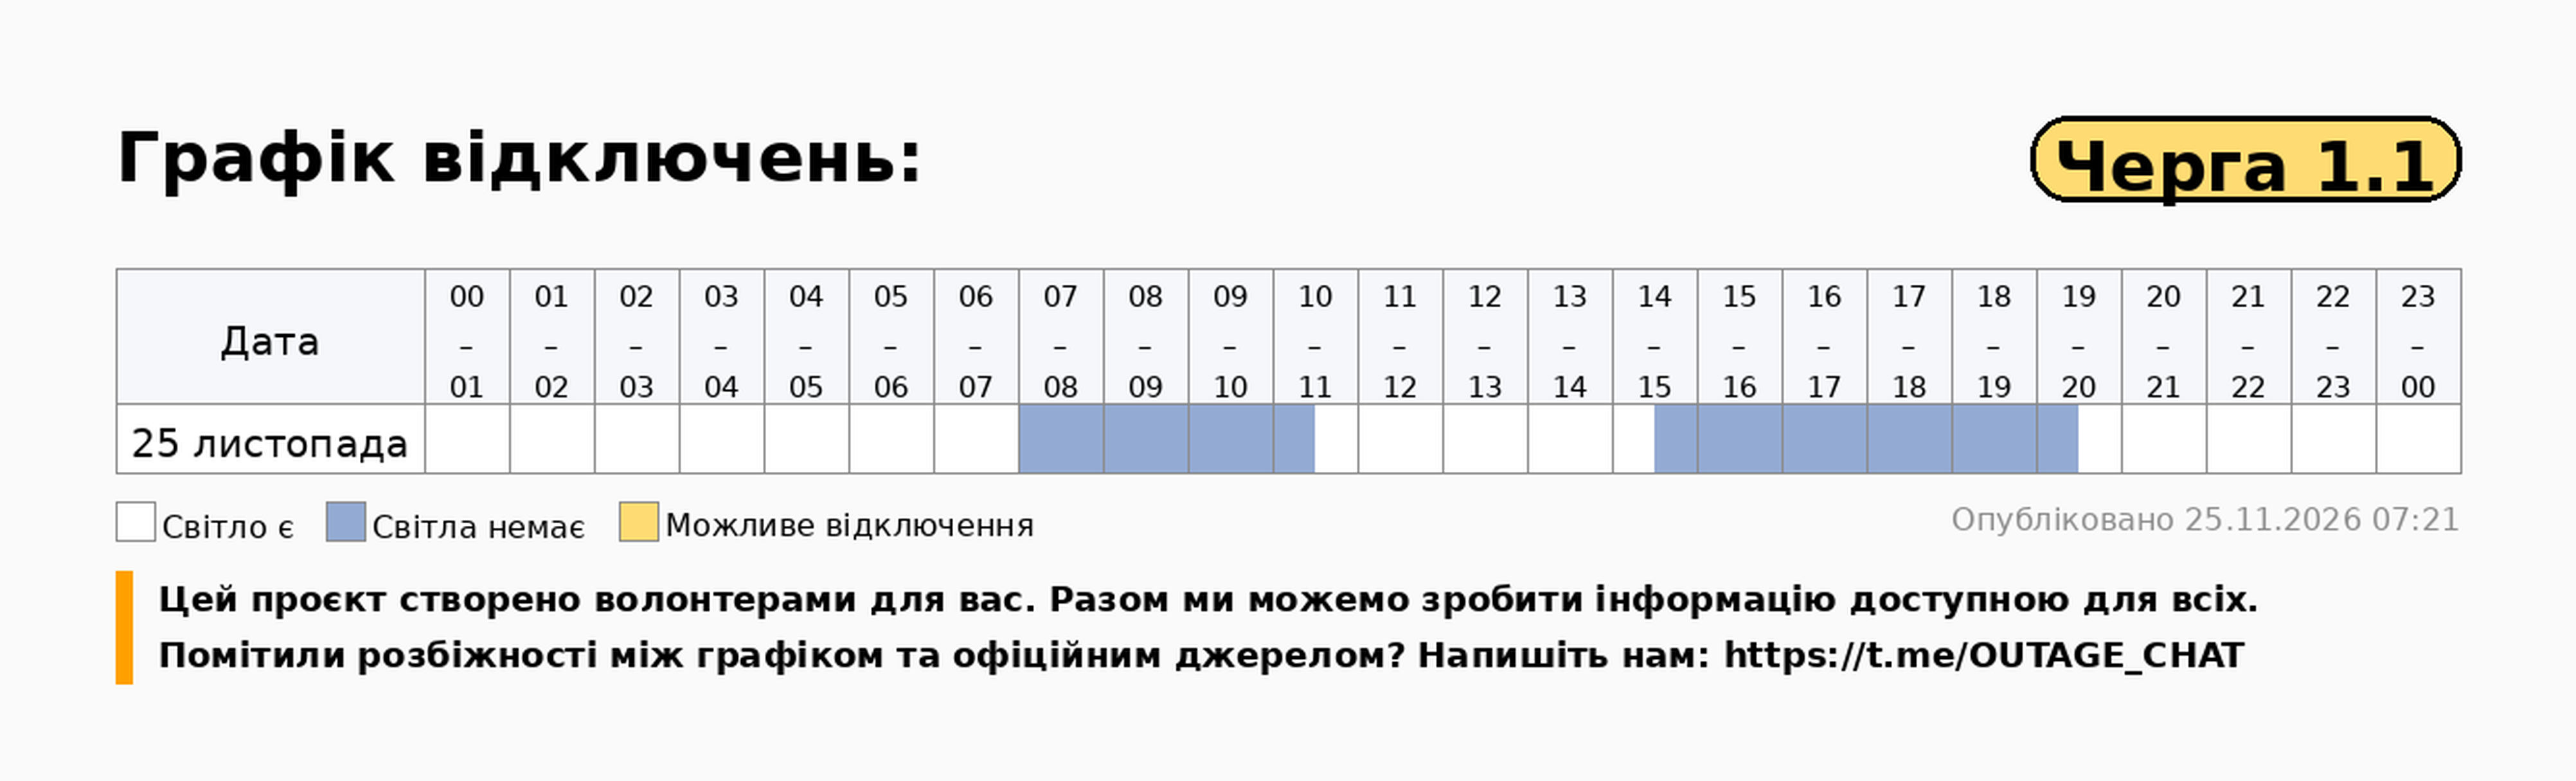 Графік відключень:
Черга 1.1
Дата
00 – 01
01 – 02
02 – 03
03 – 04
04 – 05
05 – 06
06 – 07
07 – 08
08 – 09
09 – 10
10 – 11
11 – 12
12 – 13
13 – 14
14 – 15
15 – 16
16 – 17
17 – 18
18 – 19
19 – 20
20 – 21
21 – 22
22 – 23
23 – 00
25 листопада
Світло є
Світла немає
Можливе відключення
Опубліковано 25.11.2026 07:21
Цей проєкт створено волонтерами для вас. Разом ми можемо зробити інформацію доступною для всіх.
Помітили розбіжності між графіком та офіційним джерелом? Напишіть нам: https://t.me/OUTAGE_CHAT